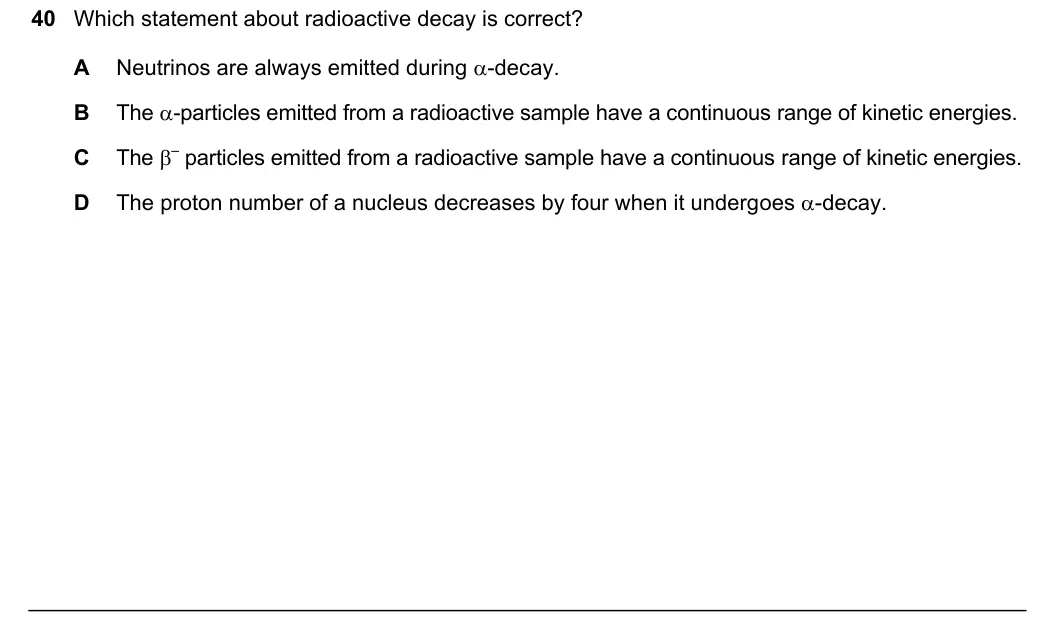 40 Which statement about radioactive decay is correct?
A Neutrinos are always emitted during α-decay.
B The α-particles emitted from a radioactive sample have a continuous range of kinetic energies.
C The β⁻ particles emitted from a radioactive sample have a continuous range of kinetic energies.
D The proton number of a nucleus decreases by four when it undergoes α-decay.